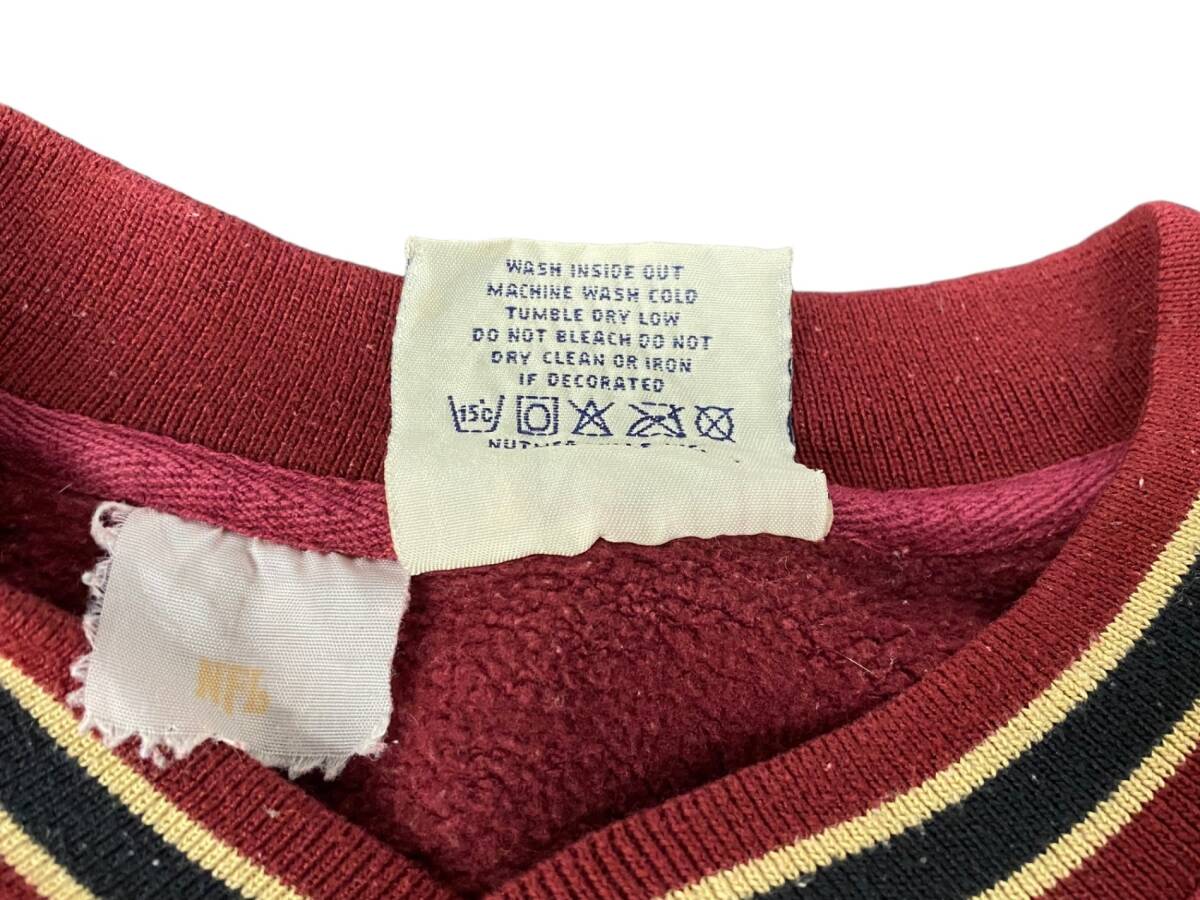 WASH INSIDE OUT
MACHINE WASH COLD
TUMBLE DRY LOW
DO NOT BLEACH DO NOT
DRY CLEAN OR IRON
IF DECORATED
15°C
NFL